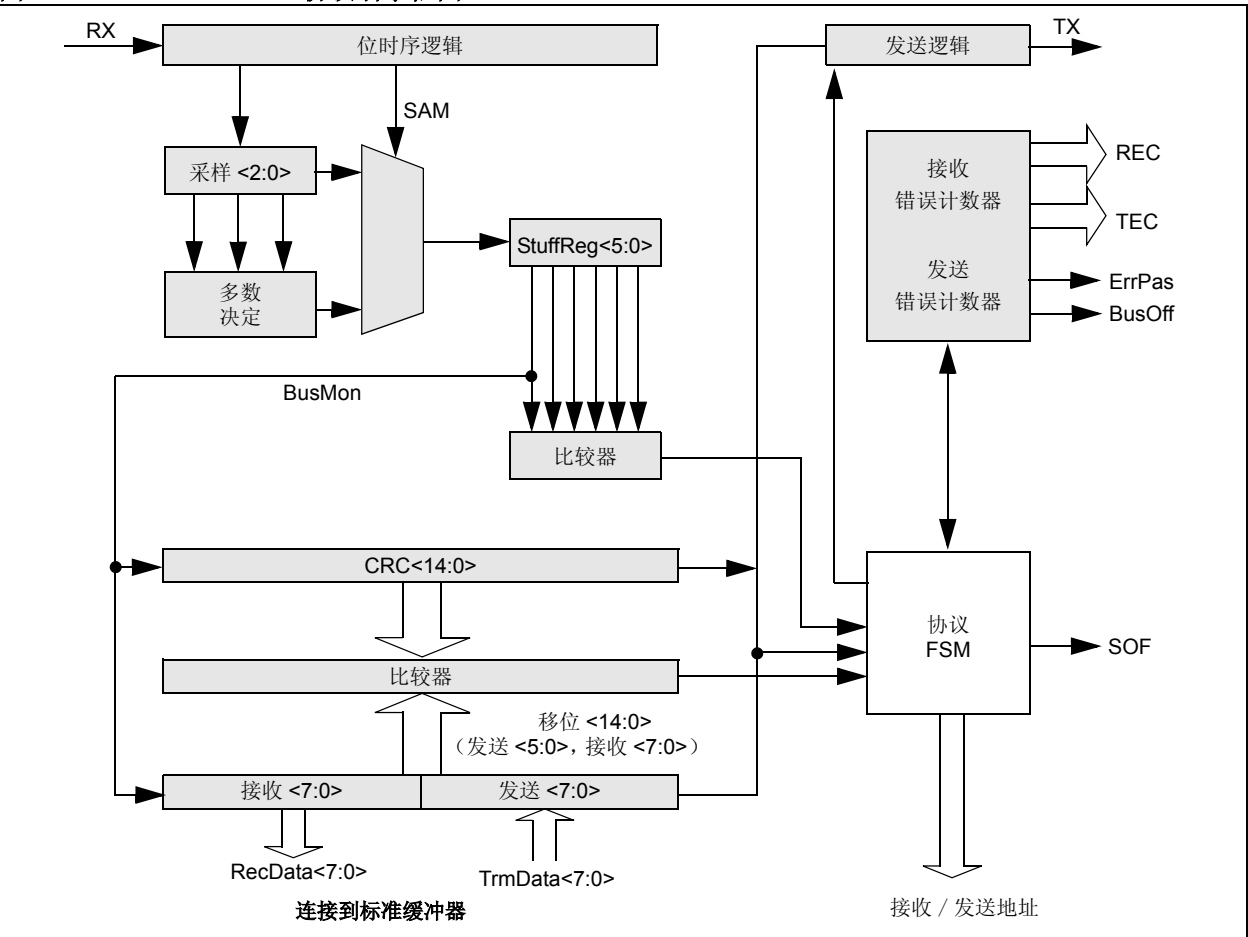 RX
位时序逻辑
发送逻辑
TX
SAM
采样 <2:0>
接收
错误计数器
REC
TEC
StuffReg<5:0>
多数
决定
发送
错误计数器
ErrPas
BusOff
BusMon
比较器
CRC<14:0>
协议
FSM
SOF
比较器
移位 <14:0>
（发送 <5:0>，接收 <7:0>）
接收 <7:0>
发送 <7:0>
RecData<7:0>
TrmData<7:0>
连接到标准缓冲器
接收 / 发送地址